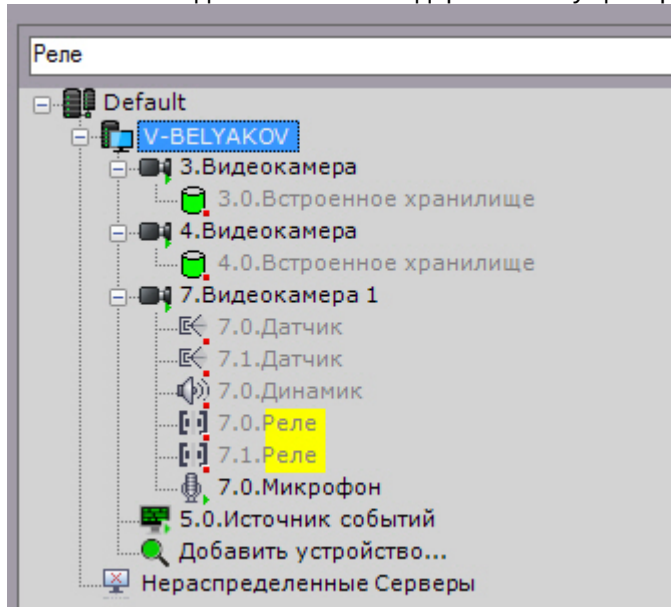 Реле
Default
V-BELYAKOV
3.Видеокамера
3.0.Встроенное хранилище
4.Видеокамера
4.0.Встроенное хранилище
7.Видеокамера 1
7.0.Датчик
7.1.Датчик
7.0.Динамик
7.0.Реле
7.1.Реле
7.0.Микрофон
5.0.Источник событий
Добавить устройство...
Нераспределенные Серверы